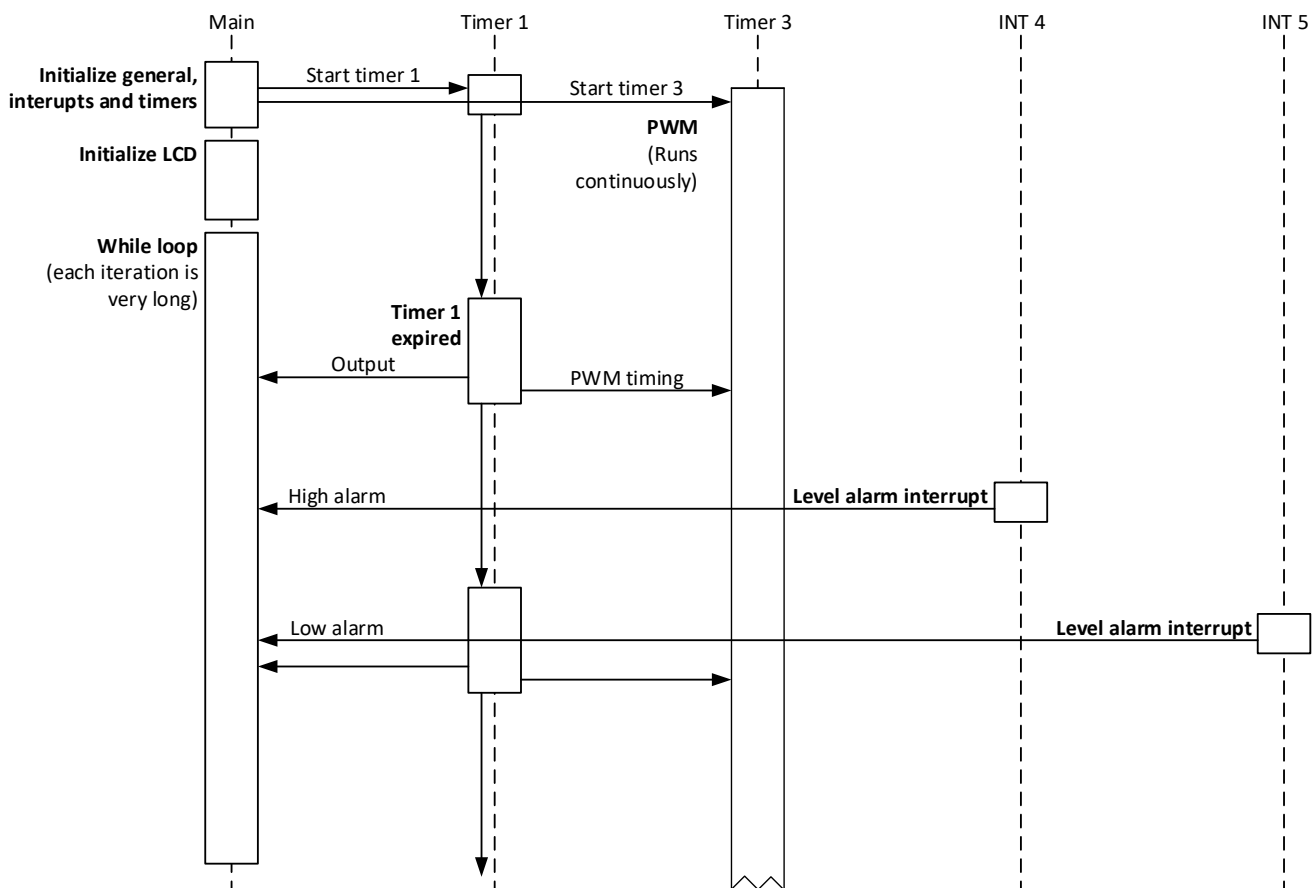 Main
Timer 1
Timer 3
INT 4
INT 5
Initialize general,
interupts and timers
Start timer 1
Start timer 3
PWM
(Runs
continuously)
Initialize LCD
While loop
(each iteration is
very long)
Timer 1
expired
Output
PWM timing
High alarm
Level alarm interrupt
Low alarm
Level alarm interrupt